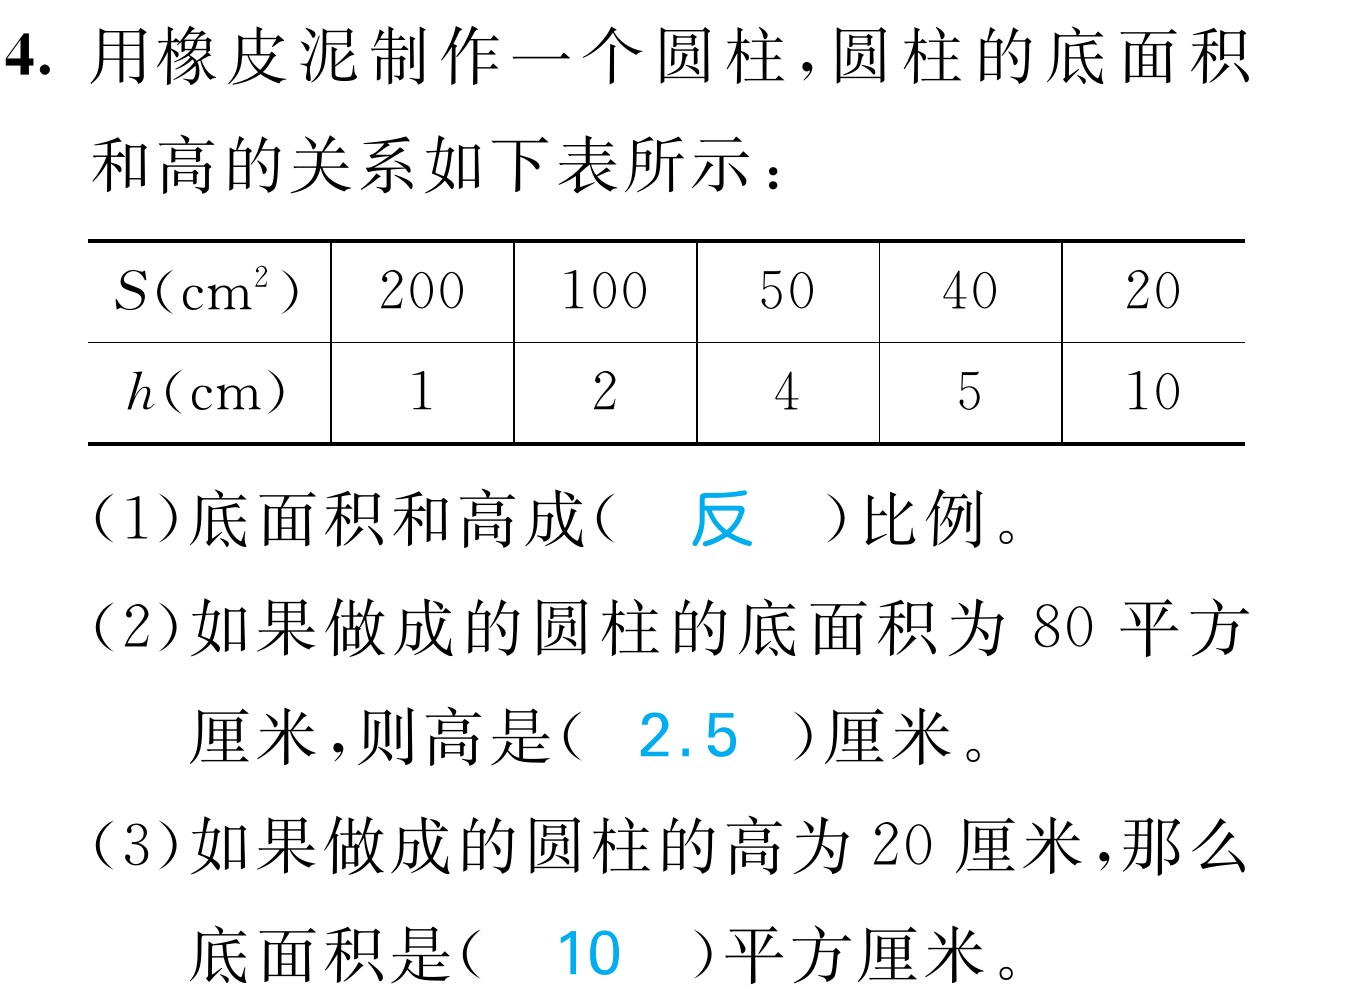 4. 用橡皮泥制作一个圆柱,圆柱的底面积
和高的关系如下表所示:
S(cm²) 200 100 50 40 20
h(cm) 1 2 4 5 10
(1)底面积和高成( 反 )比例。
(2)如果做成的圆柱的底面积为 80 平方
厘米,则高是( 2.5 )厘米。
(3)如果做成的圆柱的高为 20 厘米,那么
底面积是( 10 )平方厘米。